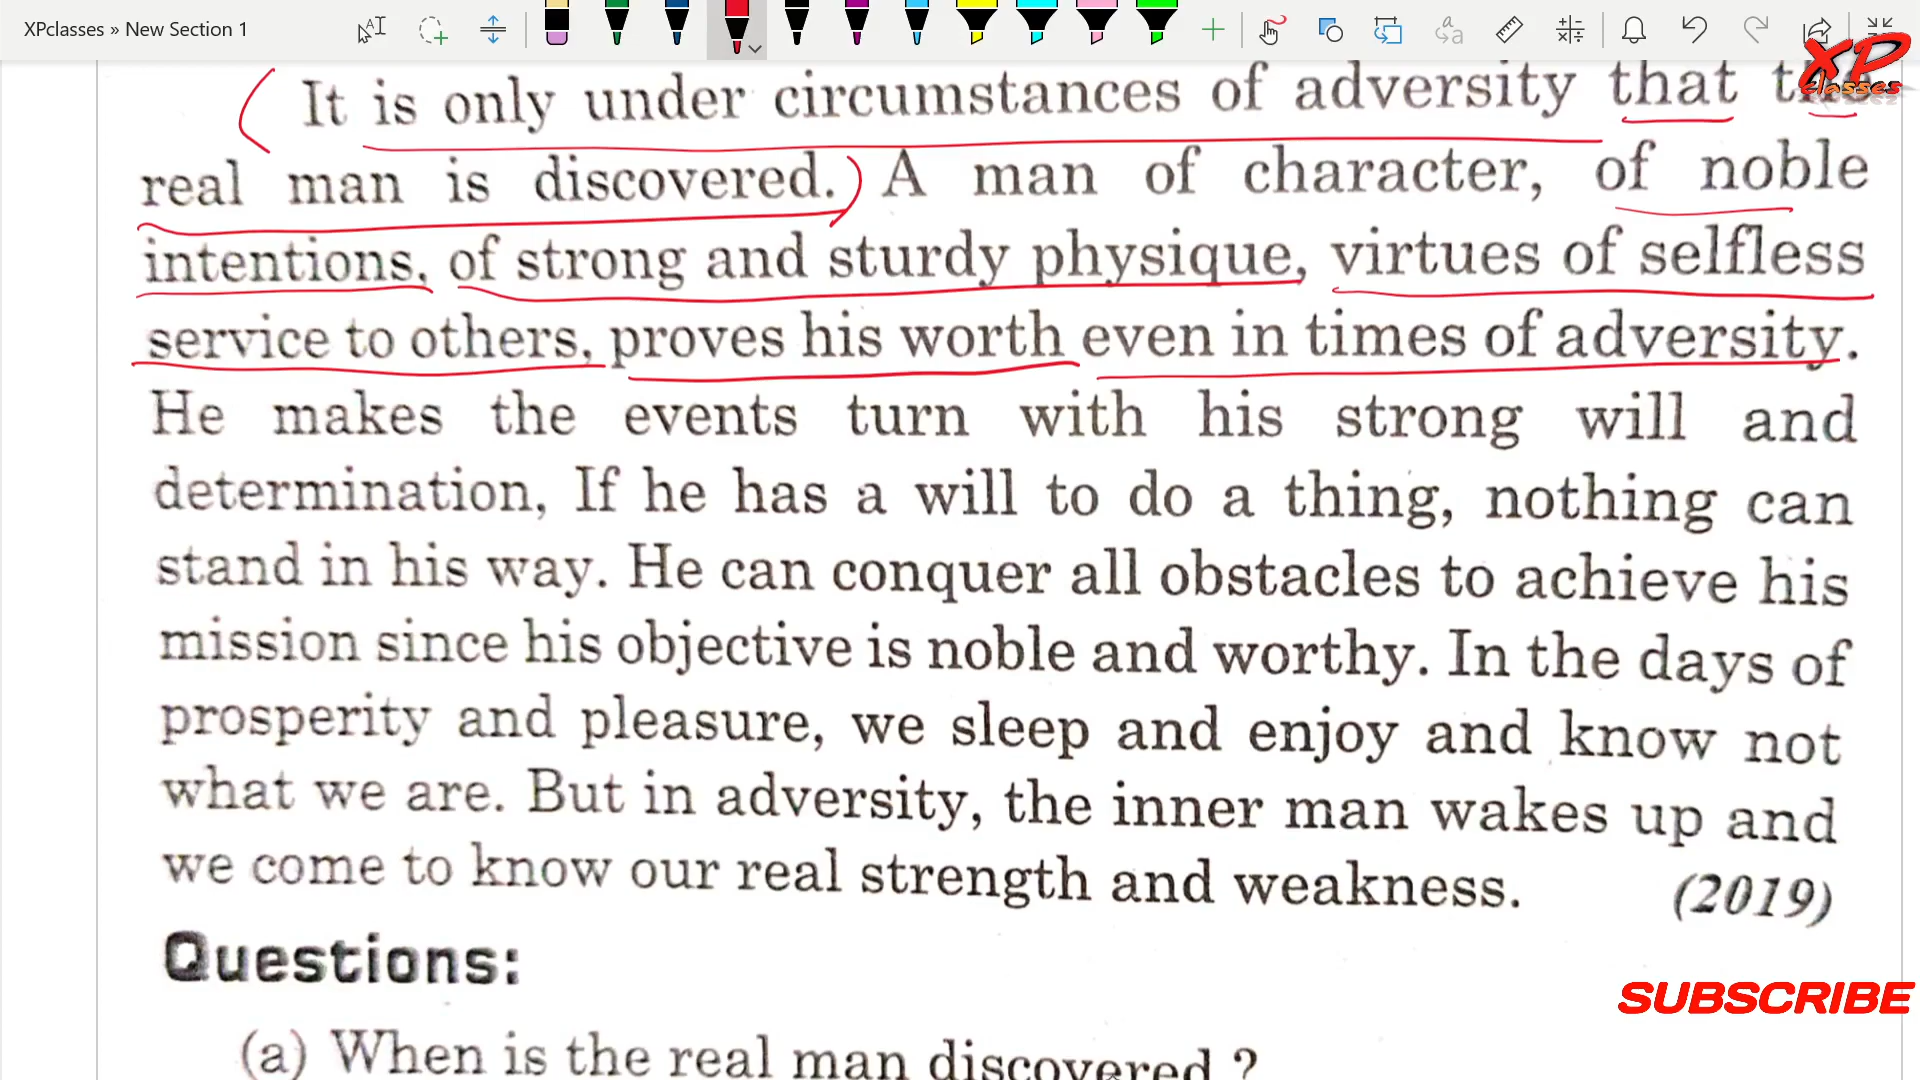 XPclasses » New Section 1
XP
classes
It is only under circumstances of adversity that the
real man is discovered. A man of character, of noble
intentions, of strong and sturdy physique, virtues of selfless
service to others, proves his worth even in times of adversity.
He makes the events turn with his strong will and
determination, If he has a will to do a thing, nothing can
stand in his way. He can conquer all obstacles to achieve his
mission since his objective is noble and worthy. In the days of
prosperity and pleasure, we sleep and enjoy and know not
what we are. But in adversity, the inner man wakes up and
we come to know our real strength and weakness. (2019)
Questions:
SUBSCRIBE
(a) When is the real man discovered ?